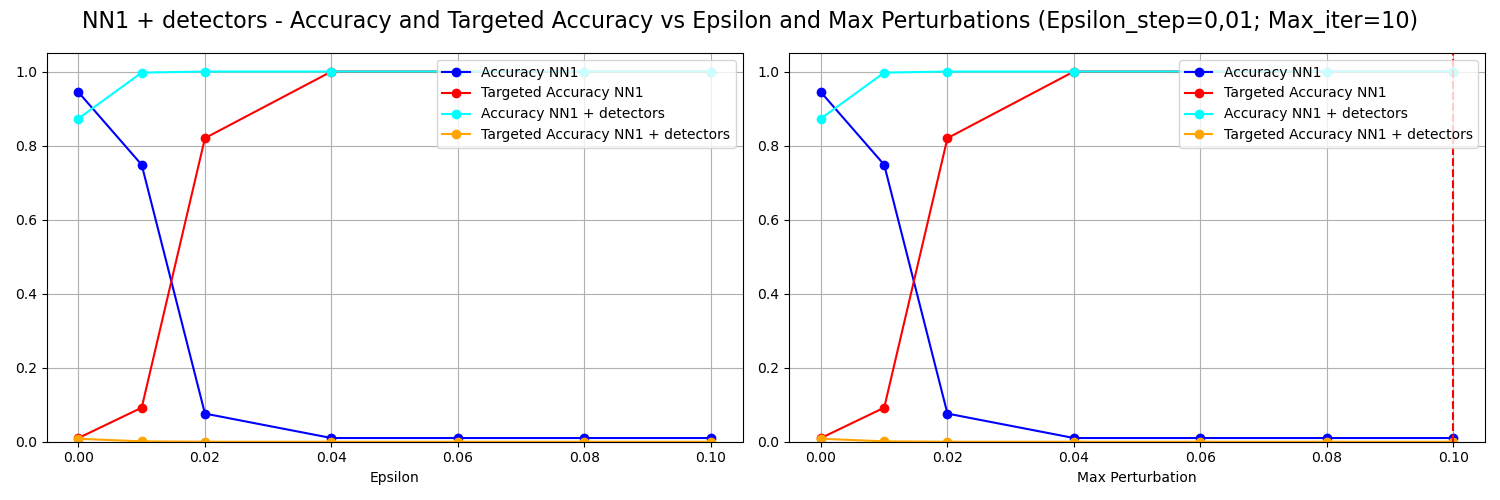 NN1 + detectors - Accuracy and Targeted Accuracy vs Epsilon and Max Perturbations (Epsilon_step=0,01; Max_iter=10)
1.0
0.8
0.6
0.4
0.2
0.0
0.00 0.02 0.04 0.06 0.08 0.10
Epsilon
Accuracy NN1
Targeted Accuracy NN1
Accuracy NN1 + detectors
Targeted Accuracy NN1 + detectors
1.0
0.8
0.6
0.4
0.2
0.0
0.00 0.02 0.04 0.06 0.08 0.10
Max Perturbation
Accuracy NN1
Targeted Accuracy NN1
Accuracy NN1 + detectors
Targeted Accuracy NN1 + detectors